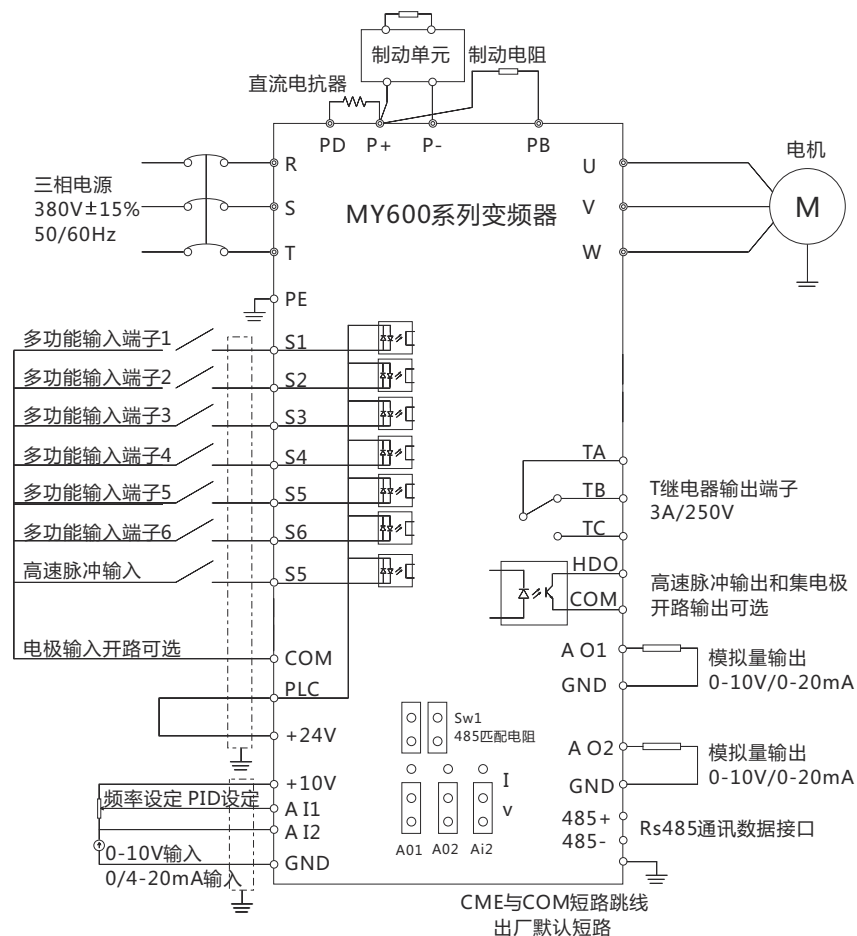 制动单元
制动电阻
直流电抗器
PD P+ P- PB
三相电源
380V±15%
50/60Hz
R
S
T
MY600系列变频器
U
V
W
电机
M
PE
多功能输入端子1
S1
多功能输入端子2
S2
多功能输入端子3
S3
多功能输入端子4
S4
多功能输入端子5
S5
多功能输入端子6
S6
高速脉冲输入
S5
电极输入开路可选
COM
PLC
+24V
TA
TB
TC
T继电器输出端子
3A/250V
HDO
COM
高速脉冲输出和集电极
开路输出可选
A O1
GND
模拟量输出
0-10V/0-20mA
Sw1
485匹配电阻
A O2
GND
模拟量输出
0-10V/0-20mA
I
v
A01 A02 Ai2
485+
485-
Rs485通讯数据接口
+10V
频率设定 PID设定
A I1
A I2
0-10V输入
0/4-20mA输入
GND
CME与COM短路跳线
出厂默认短路